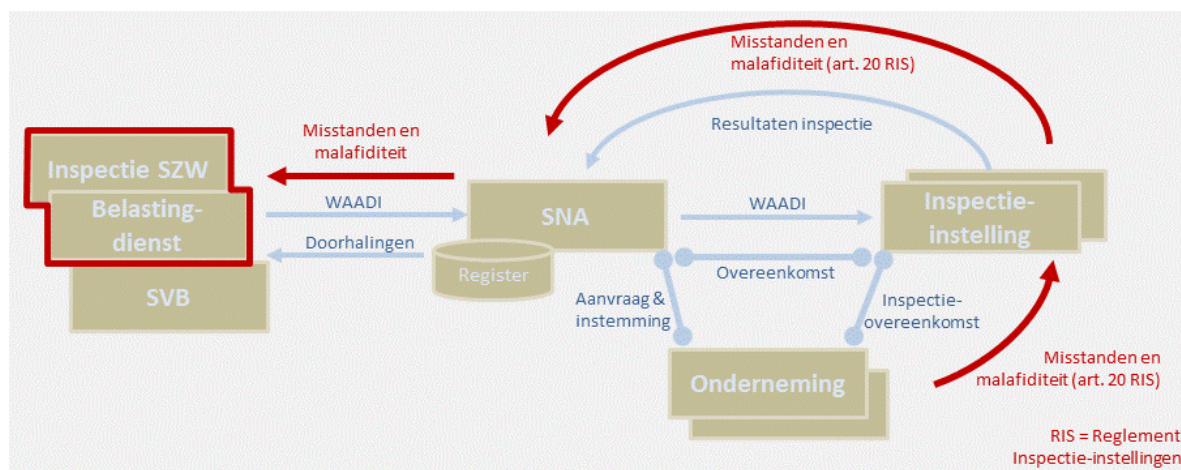 Misstanden en
malafiditeit (art. 20 RIS)
Resultaten inspectie
Misstanden en
malafiditeit
Inspectie SZW
Belasting-
dienst
SVB
WAADI
Doorhalingen
SNA
Register
WAADI
Inspectie-
instelling
Overeenkomst
Aanvraag &
instemming
Inspectie-
overeenkomst
Onderneming
Misstanden en
malafiditeit (art. 20 RIS)
RIS = Reglement
Inspectie-instellingen